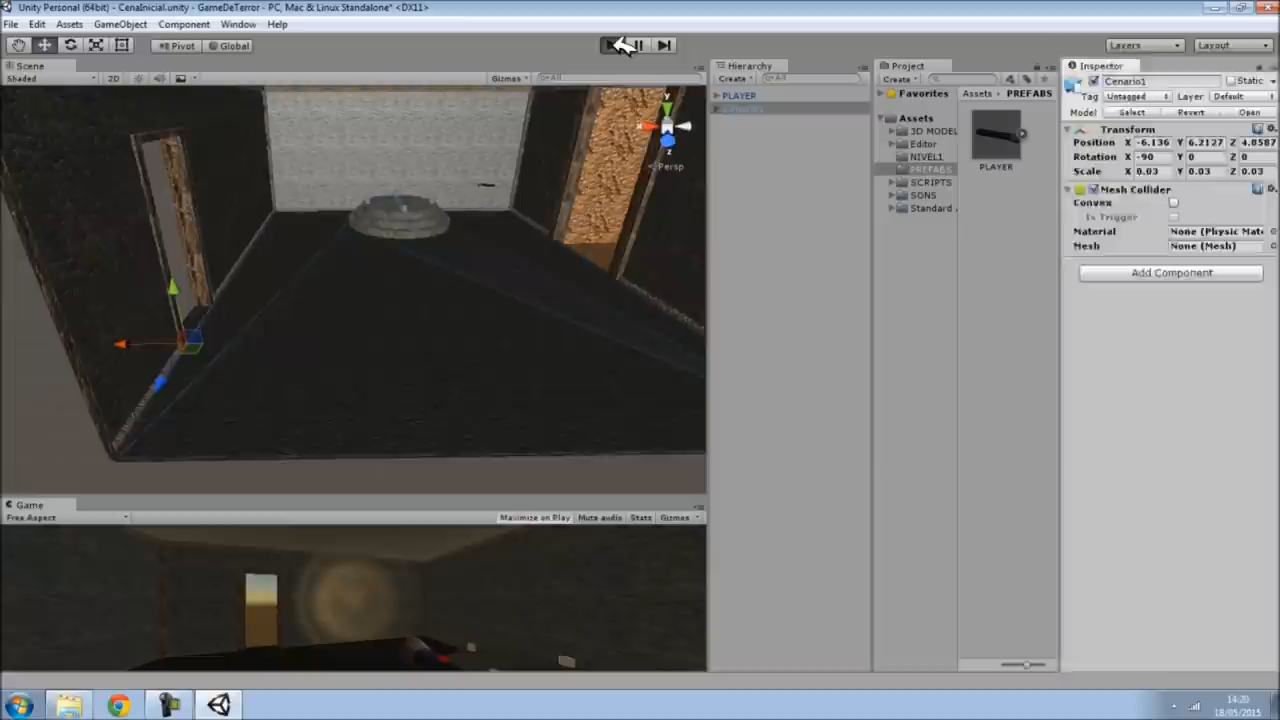 Unity Personal (64bit) - CenaInicial.unity - GameDeTerror - PC, Mac & Linux Standalone* <DX11>
File Edit Assets GameObject Component Window Help
Pivot Global Layers Layout
Scene
Shaded 2D Gizmos All
y
x
z
Persp
Game
Free Aspect Maximize on Play Mute audio Stats Gizmos
Hierarchy
Create All
PLAYER
Project
Create
Favorites
Assets
3D MODEL
Editor
NIVEL1
PREFABS
SCRIPTS
SONS
Standard
Assets PREFABS
PLAYER
Inspector
Cenario1 Static
Tag Untagged Layer Default
Model Select Revert Open
Transform
Position X -6.136 Y 6.2127 Z 4.0587
Rotation X -90 Y 0 Z 0
Scale X 0.03 Y 0.03 Z 0.03
Mesh Collider
Convex
Is Trigger
Material None (Physic Mat
Mesh None (Mesh)
Add Component
14:20
18/05/2015